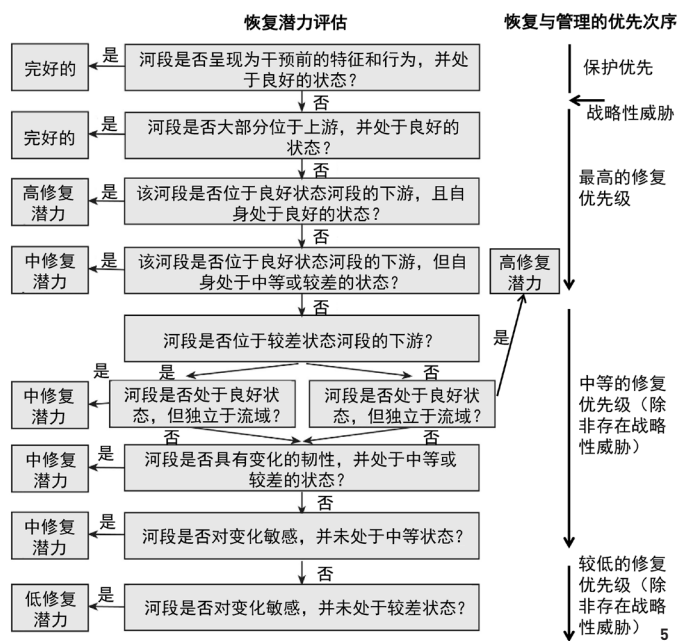 恢复潜力评估
恢复与管理的优先次序
完好的
是
河段是否呈现为干预前的特征和行为，并处
于良好的状态？
否
保护优先
战略性威胁
完好的
是
河段是否大部分位于上游，并处于良好的
状态？
否
高修复
潜力
是
该河段是否位于良好状态河段的下游，且自
身处于良好的状态？
否
最高的修复
优先级
中修复
潜力
是
该河段是否位于良好状态河段的下游，但自
身处于中等或较差的状态？
否
高修复
潜力
河段是否位于较差状态河段的下游？
是
否
是
是
中修复
潜力
河段是否处于良好状
态，但独立于流域？
河段是否处于良好状
态，但独立于流域？
否
否
中等的修复
优先级（除
非存在战略
性威胁）
中修复
潜力
是
河段是否具有变化的韧性，并处于中等或
较差的状态？
否
中修复
潜力
是
河段是否对变化敏感，并未处于中等状态？
否
低修复
潜力
是
河段是否对变化敏感，并未处于较差状态？
较低的修复
优先级（除
非存在战略
性威胁）
5